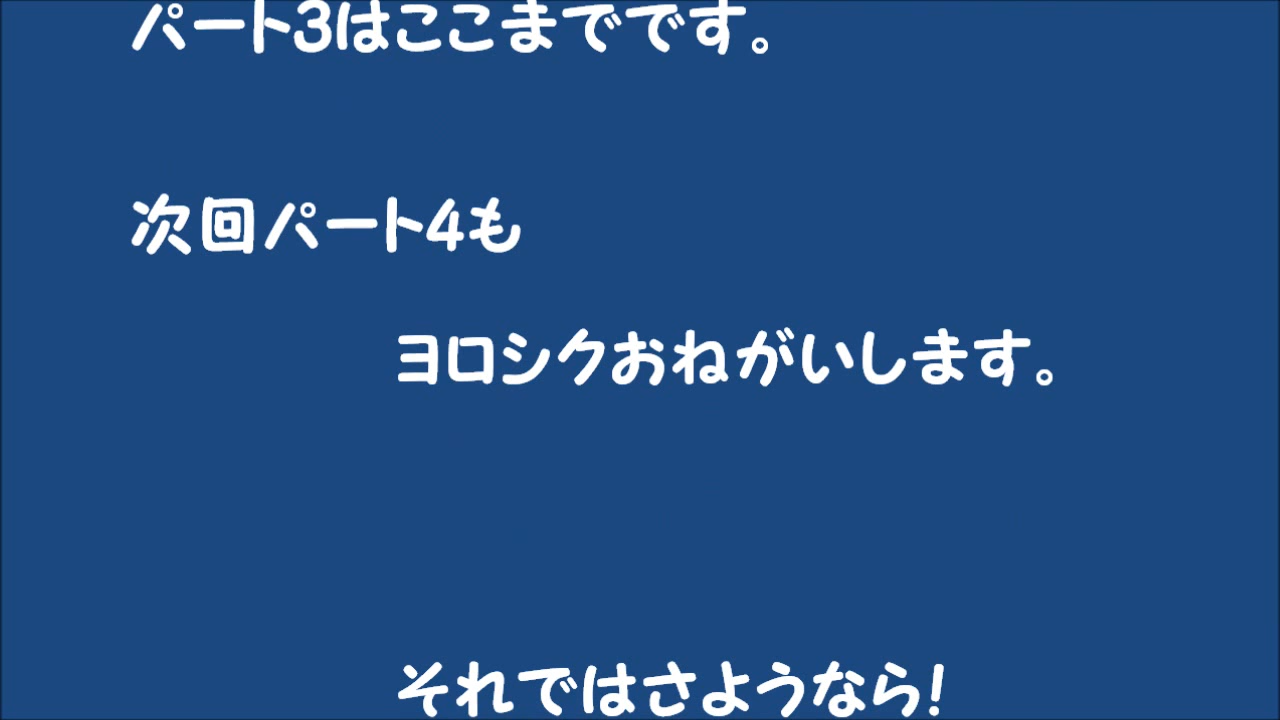 パート3はここまでです。
次回パート4も
ヨロシクおねがいします。
それではさようなら!